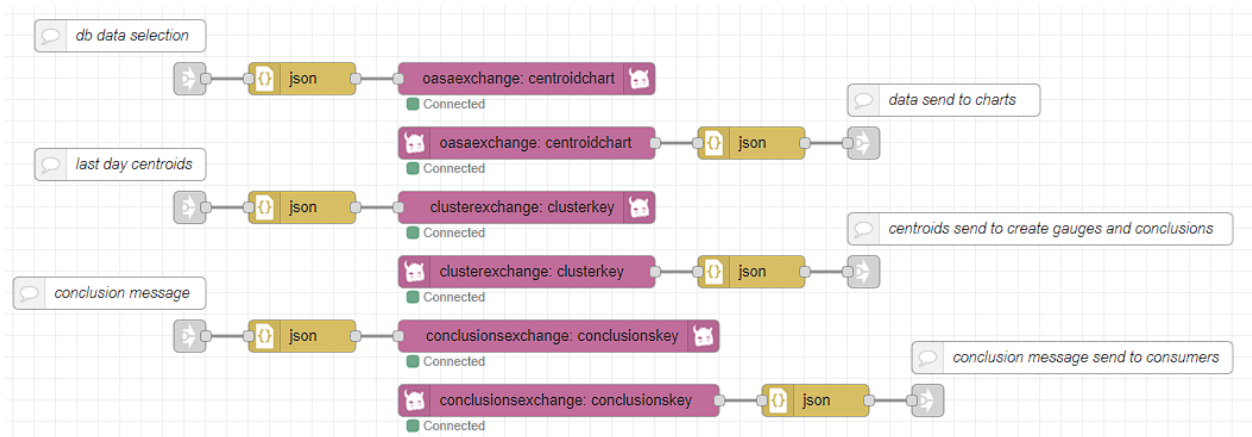 db data selection
json
oasaexchange: centroidchart
Connected
data send to charts
oasaexchange: centroidchart
json
Connected
last day centroids
json
clusterexchange: clusterkey
Connected
centroids send to create gauges and conclusions
clusterexchange: clusterkey
json
Connected
conclusion message
json
conclusionsexchange: conclusionskey
Connected
conclusion message send to consumers
conclusionsexchange: conclusionskey
json
Connected